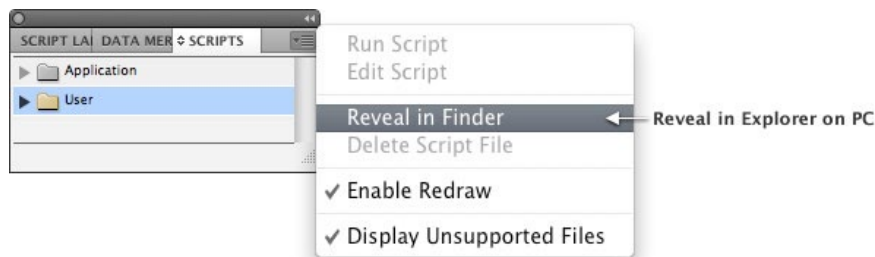 SCRIPT LAI DATA MER SCRIPTS
Application
User
Run Script
Edit Script
Reveal in Finder
Reveal in Explorer on PC
Delete Script File
Enable Redraw
Display Unsupported Files